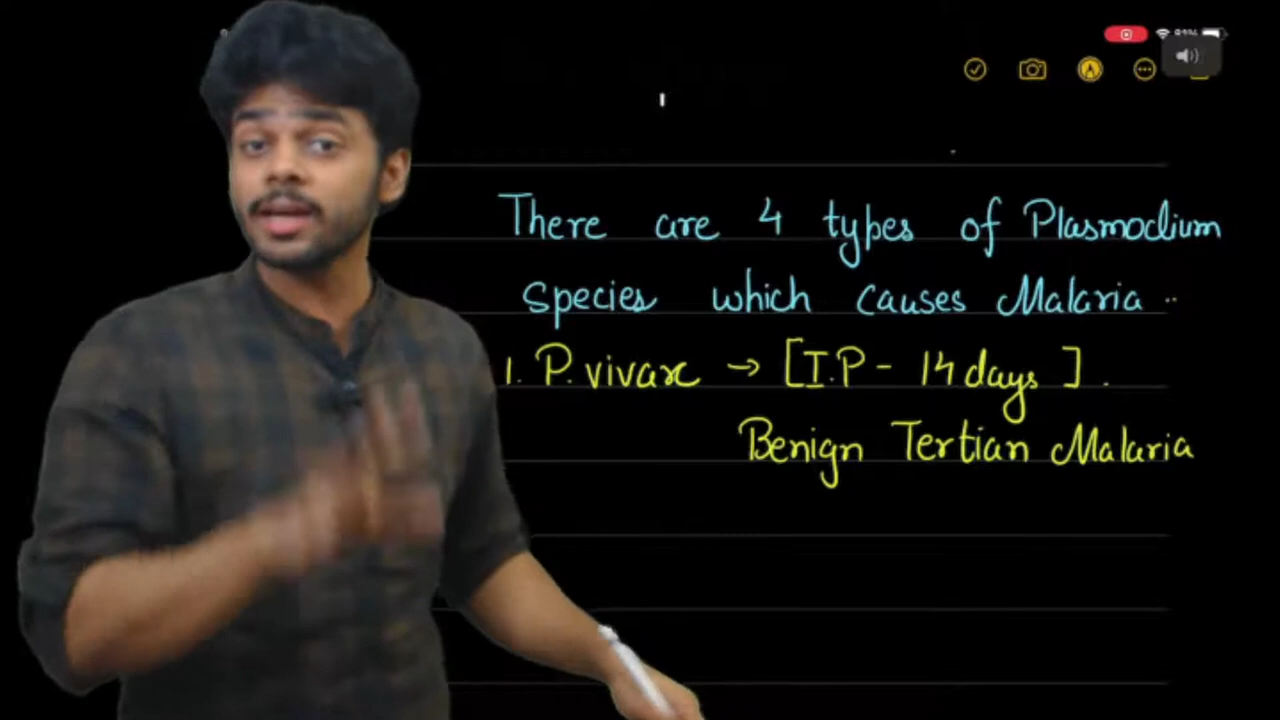 There are 4 types of Plasmodium
species which causes Malaria ..
1. P. vivax → [I.P - 14 days].
Benign Tertian Malaria